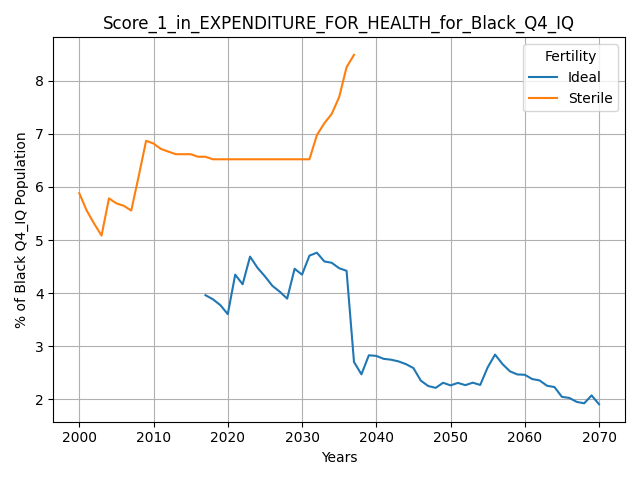 Score_1_in_EXPENDITURE_FOR_HEALTH_for_Black_Q4_IQ
Fertility
Ideal
Sterile
% of Black Q4_IQ Population
8
7
6
5
4
3
2
2000 2010 2020 2030 2040 2050 2060 2070
Years